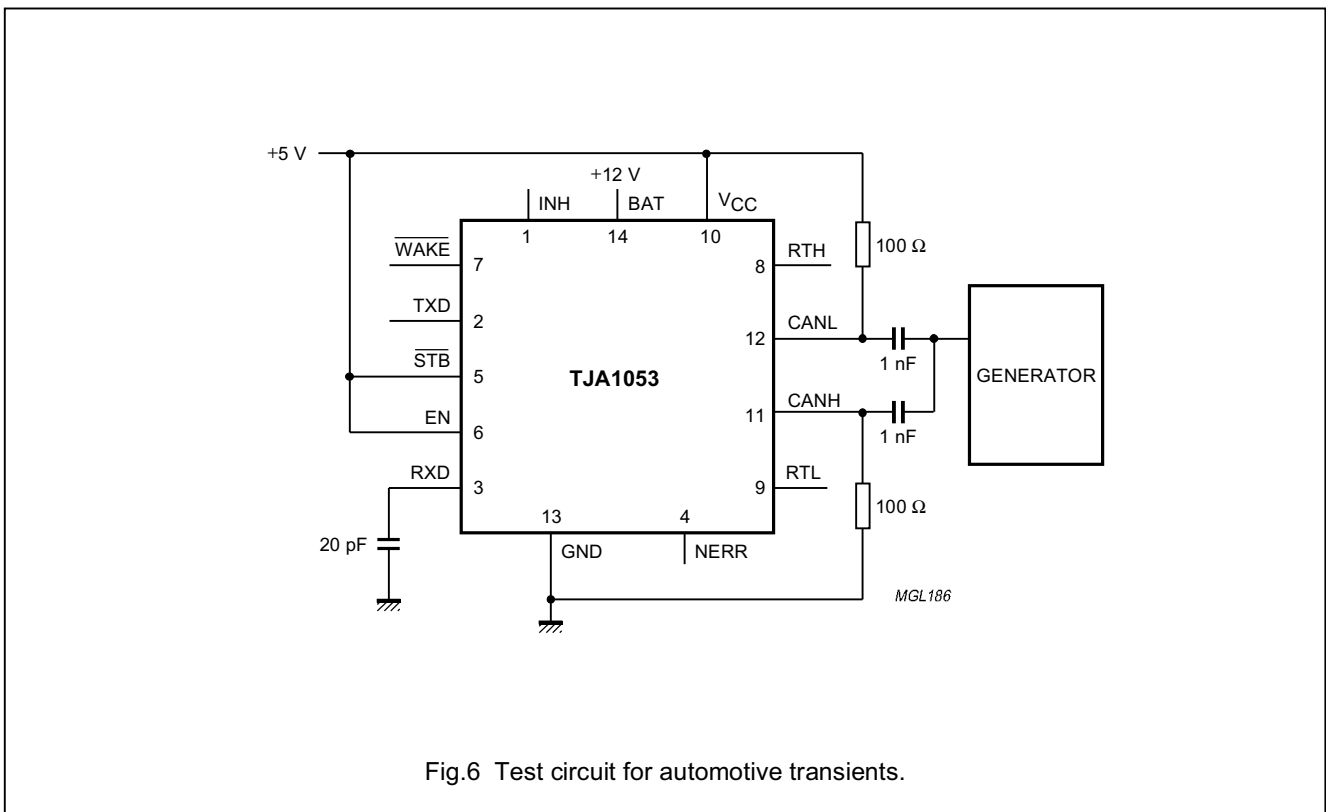 +5 V
+12 V
INH
BAT
VCC
1
14
10
100 Ω
WAKE
7
8
RTH
TXD
2
12
CANL
1 nF
STB
5
TJA1053
GENERATOR
11
CANH
1 nF
EN
6
RXD
3
9
RTL
100 Ω
13
4
20 pF
GND
NERR
MGL186
Fig.6 Test circuit for automotive transients.